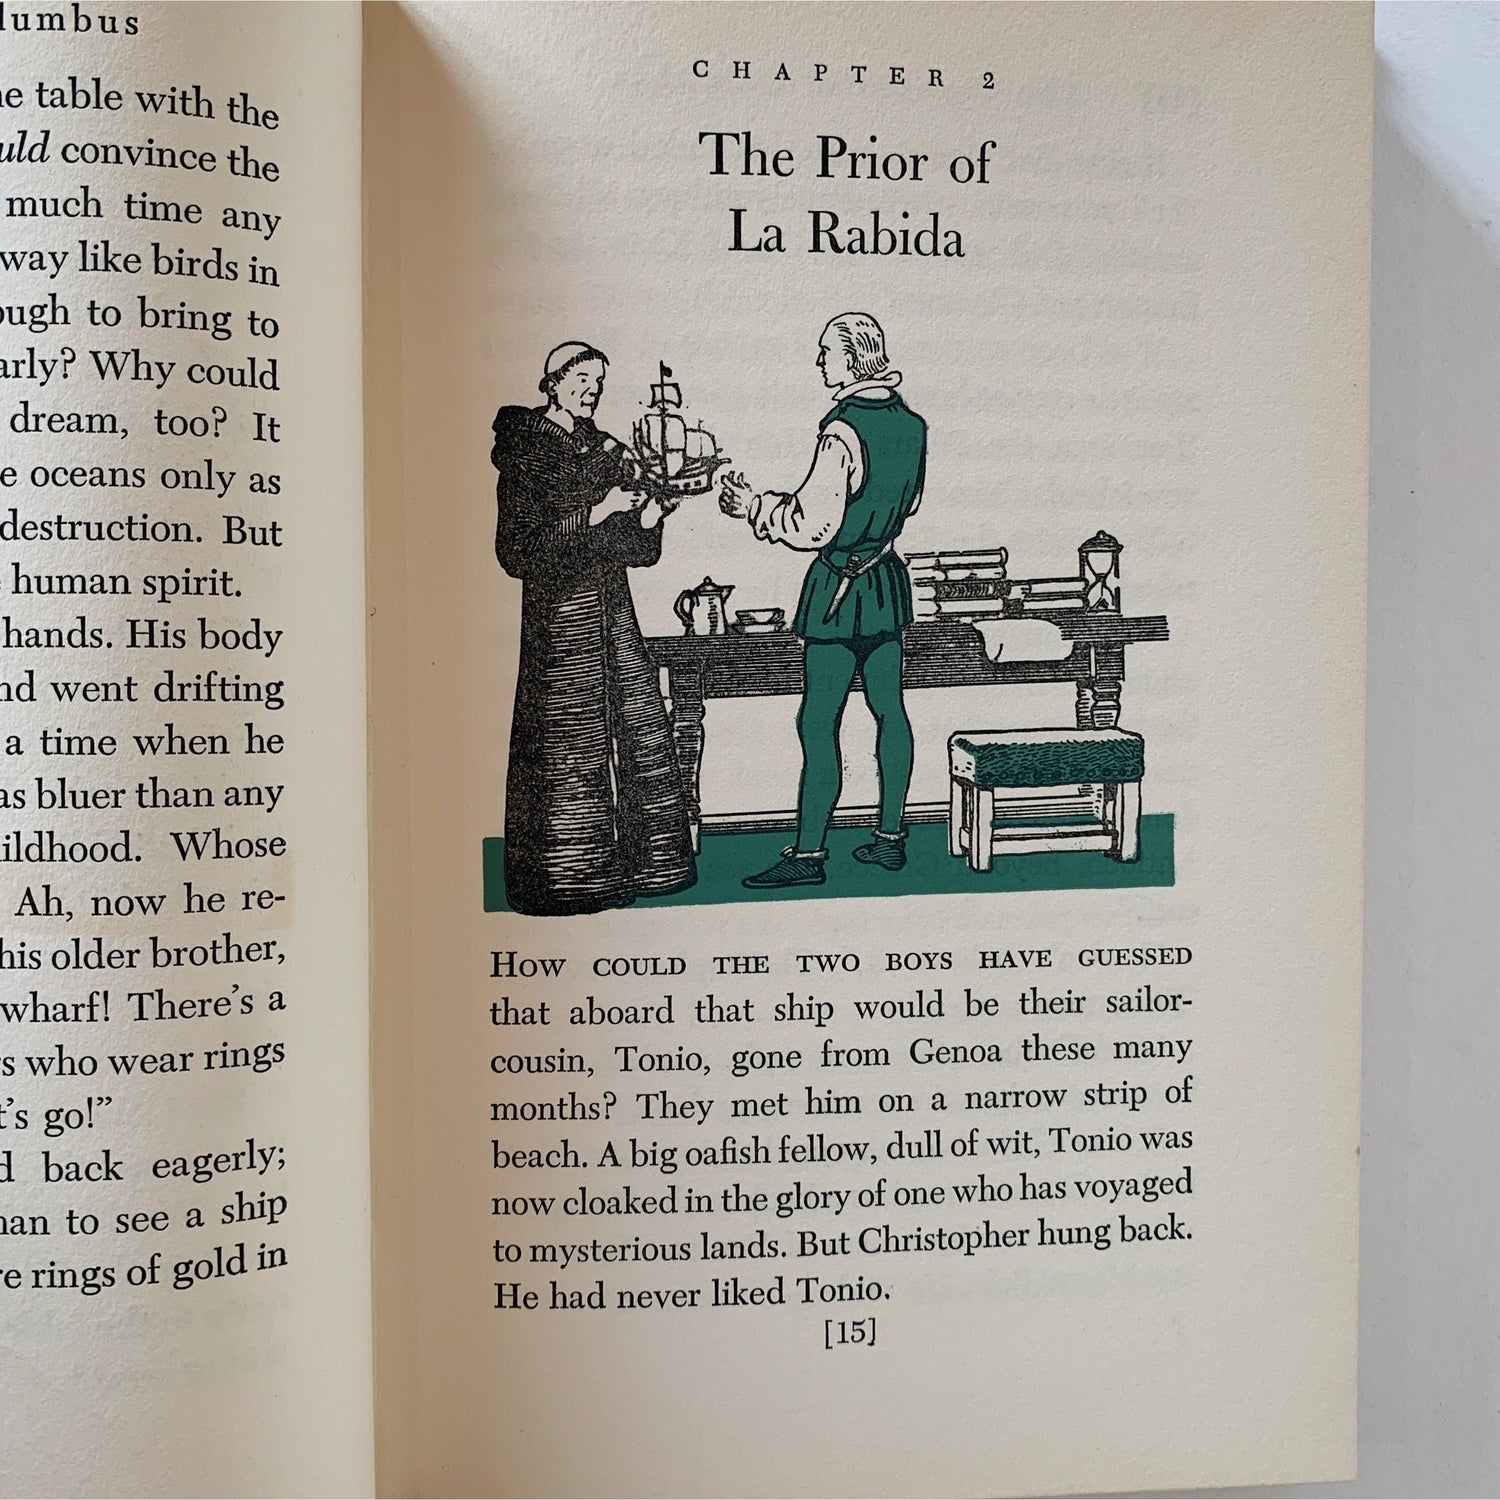 lumbus
table with the
uld convince the
much time any
way like birds in
ough to bring to
arly? Why could
dream, too? It
oceans only as
destruction. But
human spirit.
hands. His body
nd went drifting
a time when he
as bluer than any
ildhood. Whose
Ah, now he re-
his older brother,
wharf! There's a
rs who wear rings
t's go!”
d back eagerly;
han to see a ship
re rings of gold in
CHAPTER 2
The Prior of
La Rabida
HOW COULD THE TWO BOYS HAVE GUESSED
that aboard that ship would be their sailor-
cousin, Tonio, gone from Genoa these many
months? They met him on a narrow strip of
beach. A big oafish fellow, dull of wit, Tonio was
now cloaked in the glory of one who has voyaged
to mysterious lands. But Christopher hung back.
He had never liked Tonio.
[15]